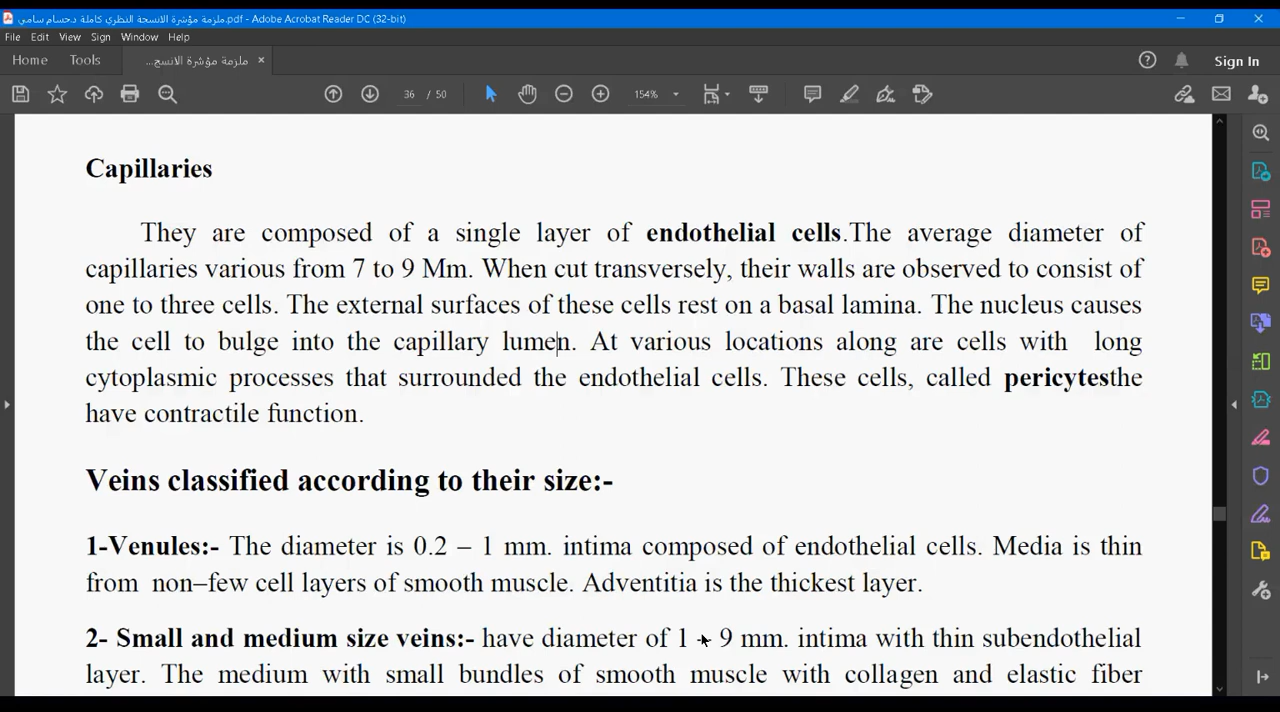 ملزمة مؤشرة الانسجة النظري كاملة د.حسام سامي.pdf - Adobe Acrobat Reader DC (32-bit)
File Edit View Sign Window Help
Home Tools ملزمة مؤشرة الانسج... × Sign In
36 / 50 154%
Capillaries
They are composed of a single layer of endothelial cells.The average diameter of
capillaries various from 7 to 9 Mm. When cut transversely, their walls are observed to consist of
one to three cells. The external surfaces of these cells rest on a basal lamina. The nucleus causes
the cell to bulge into the capillary lumen. At various locations along are cells with long
cytoplasmic processes that surrounded the endothelial cells. These cells, called pericytesthe
have contractile function.
Veins classified according to their size:-
1-Venules:- The diameter is 0.2 – 1 mm. intima composed of endothelial cells. Media is thin
from non–few cell layers of smooth muscle. Adventitia is the thickest layer.
2- Small and medium size veins:- have diameter of 1 – 9 mm. intima with thin subendothelial
layer. The medium with small bundles of smooth muscle with collagen and elastic fiber